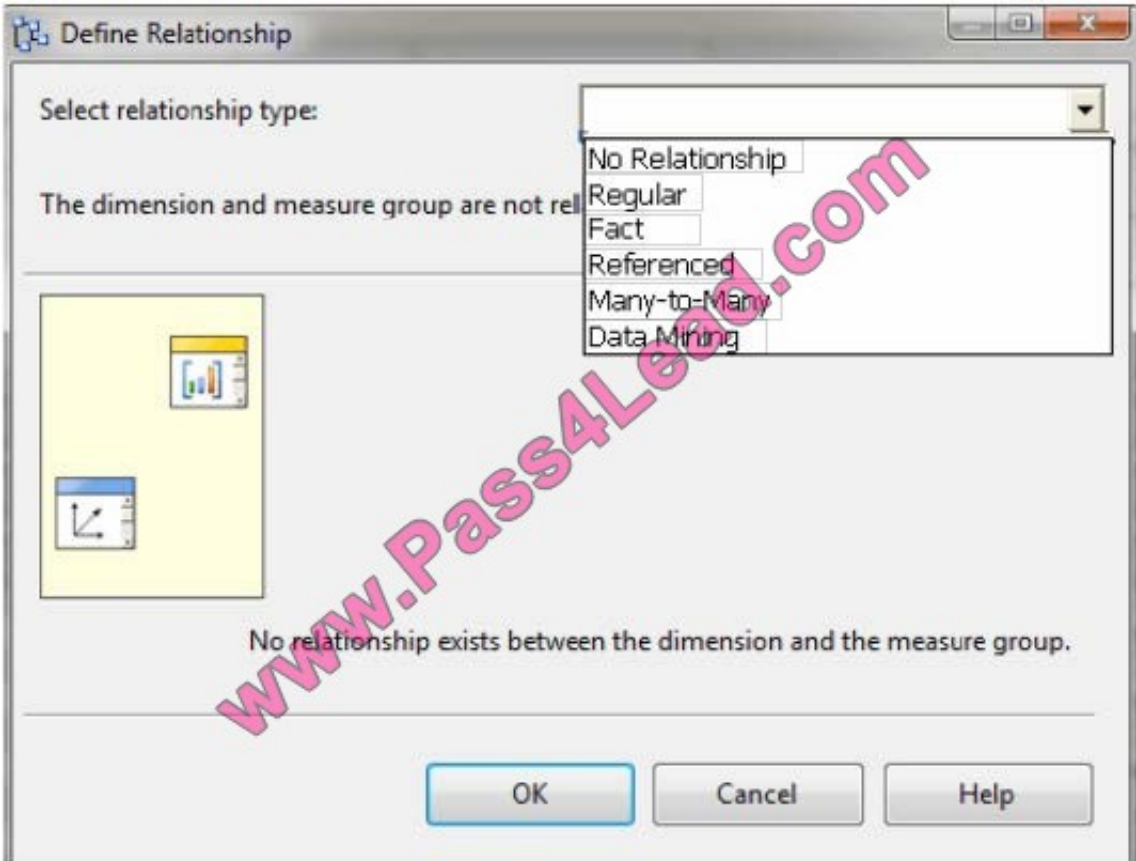 Define Relationship
Select relationship type:
No Relationship
Regular
The dimension and measure group are not rel
Fact
Referenced
Many-to-Many
Data Mining
www.Pass4Lead.com
No relationship exists between the dimension and the measure group.
OK Cancel Help